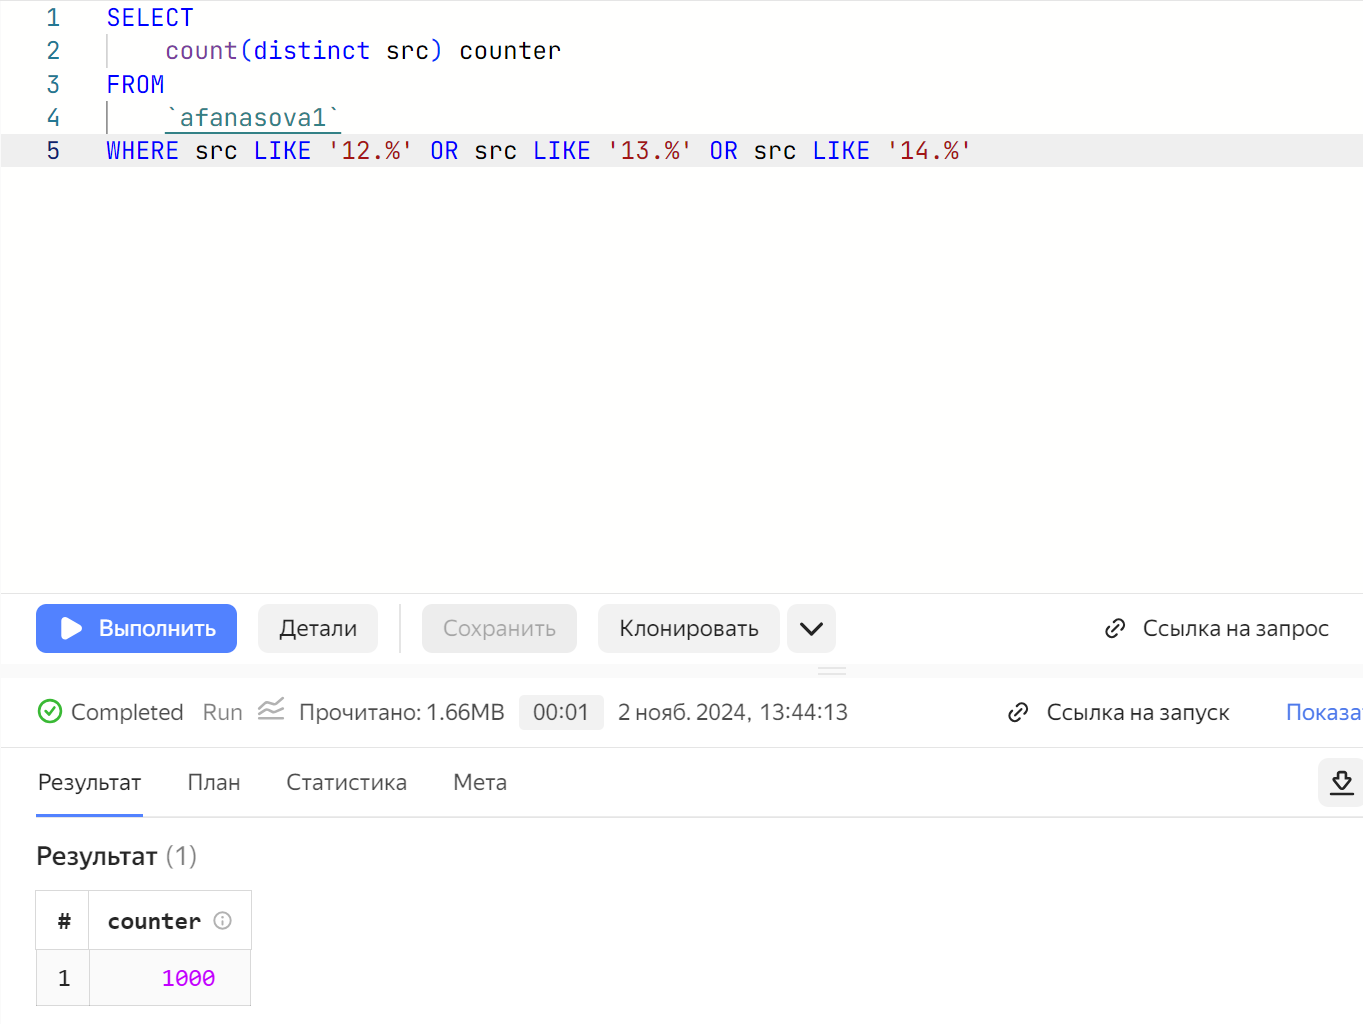 1 SELECT
2 count(distinct src) counter
3 FROM
4 `afanasova1`
5 WHERE src LIKE '12.%' OR src LIKE '13.%' OR src LIKE '14.%'
Выполнить Детали Сохранить Клонировать Ссылка на запрос
Completed Run Прочитано: 1.66MB 00:01 2 нояб. 2024, 13:44:13 Ссылка на запуск Показа
Результат План Статистика Мета
Результат (1)
# counter
1 1000